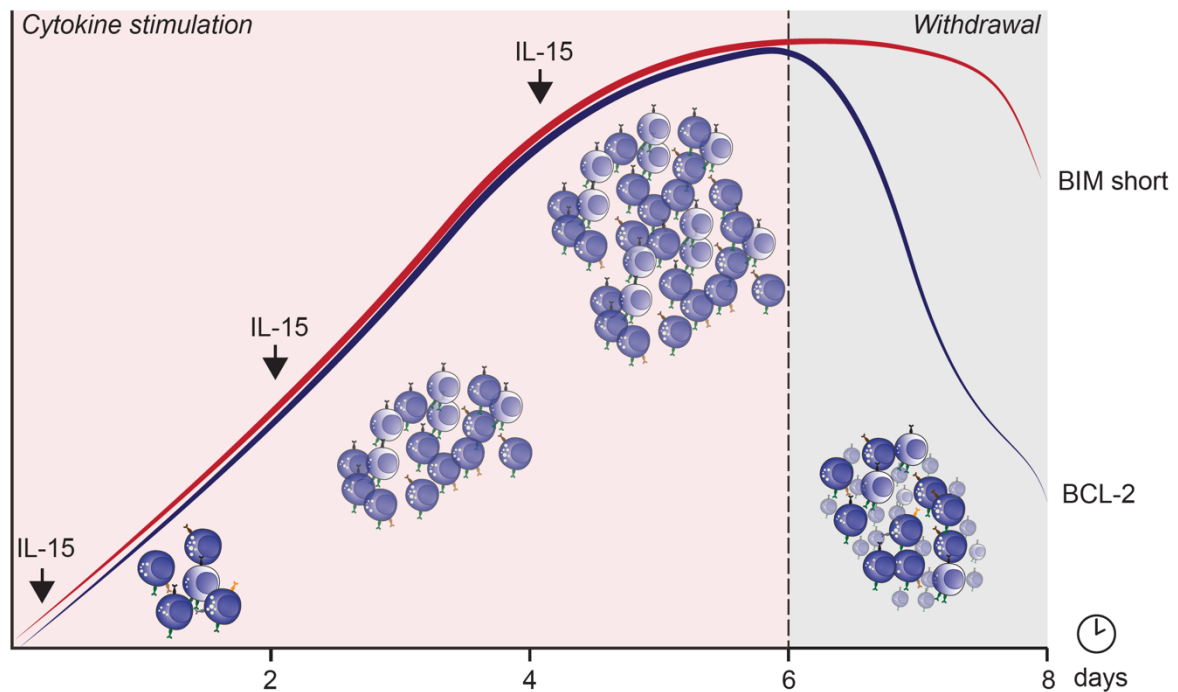 Cytokine stimulation
Withdrawal
IL-15
IL-15
IL-15
BIM short
BCL-2
2
4
6
8
days